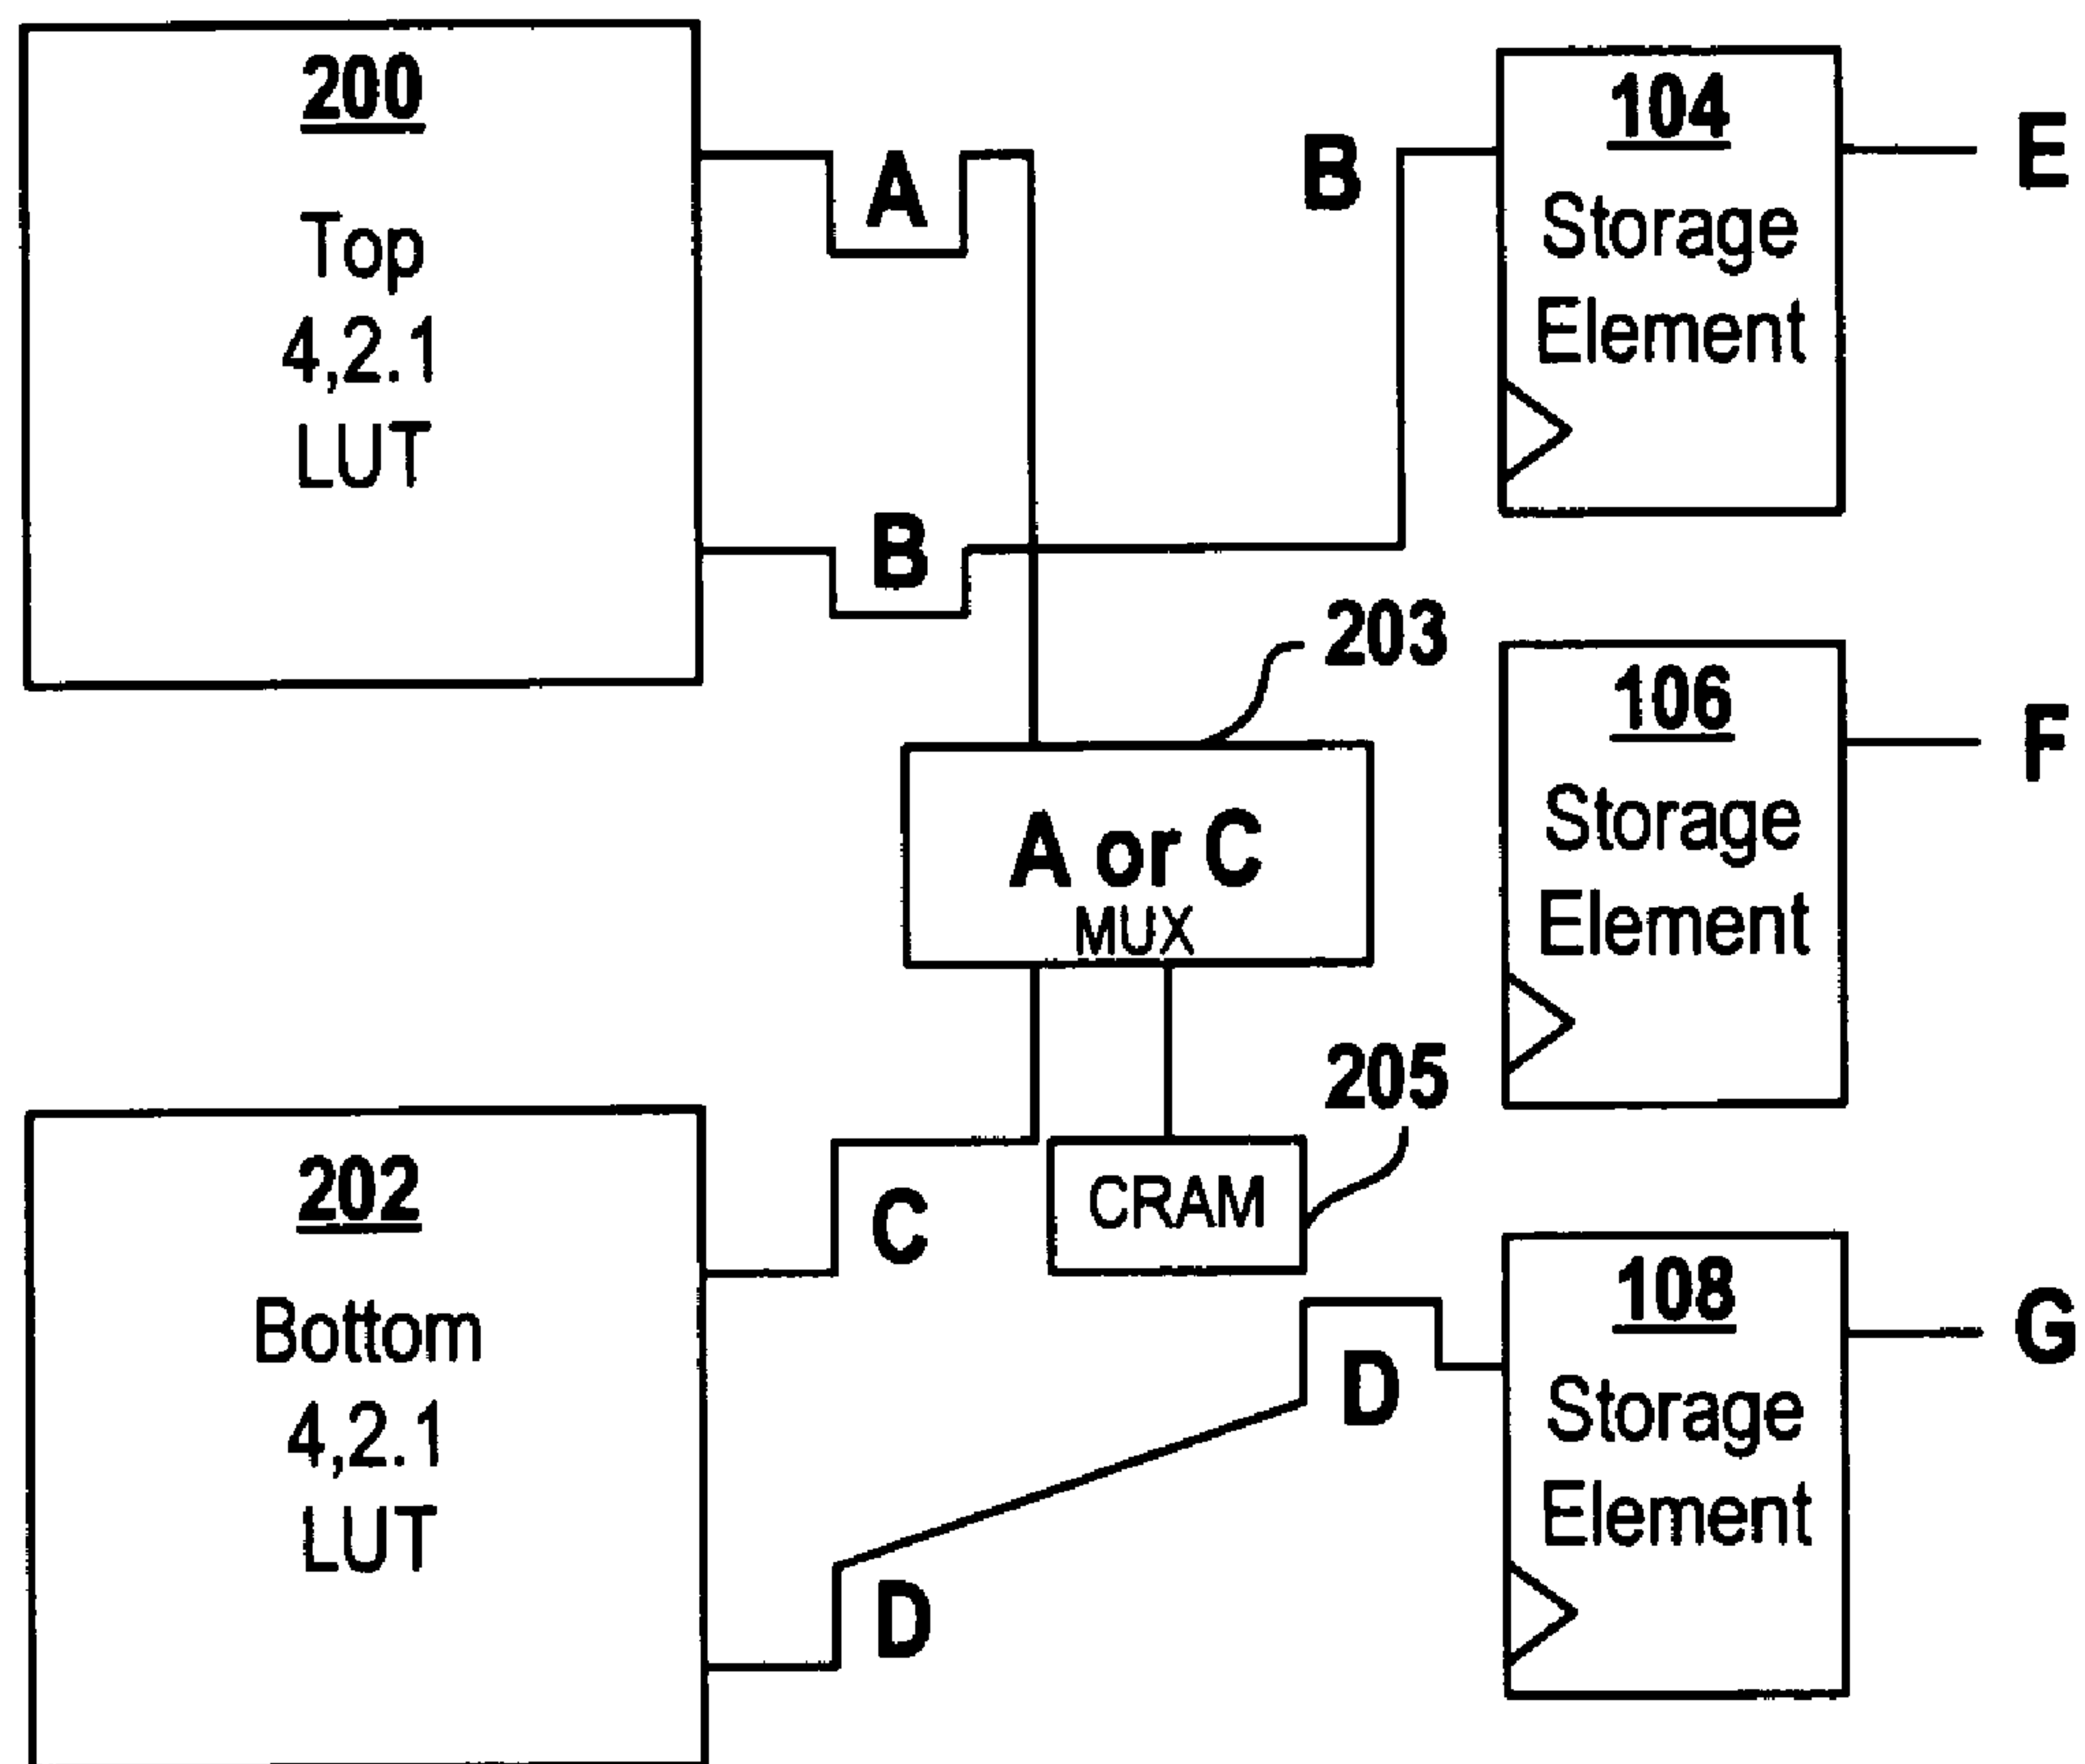 200
Top
4,2.1
LUT
A
B
B
104
Storage
Element
E
203
A or C
MUX
106
Storage
Element
F
205
CRAM
202
Bottom
4,2.1
LUT
C
D
D
108
Storage
Element
G